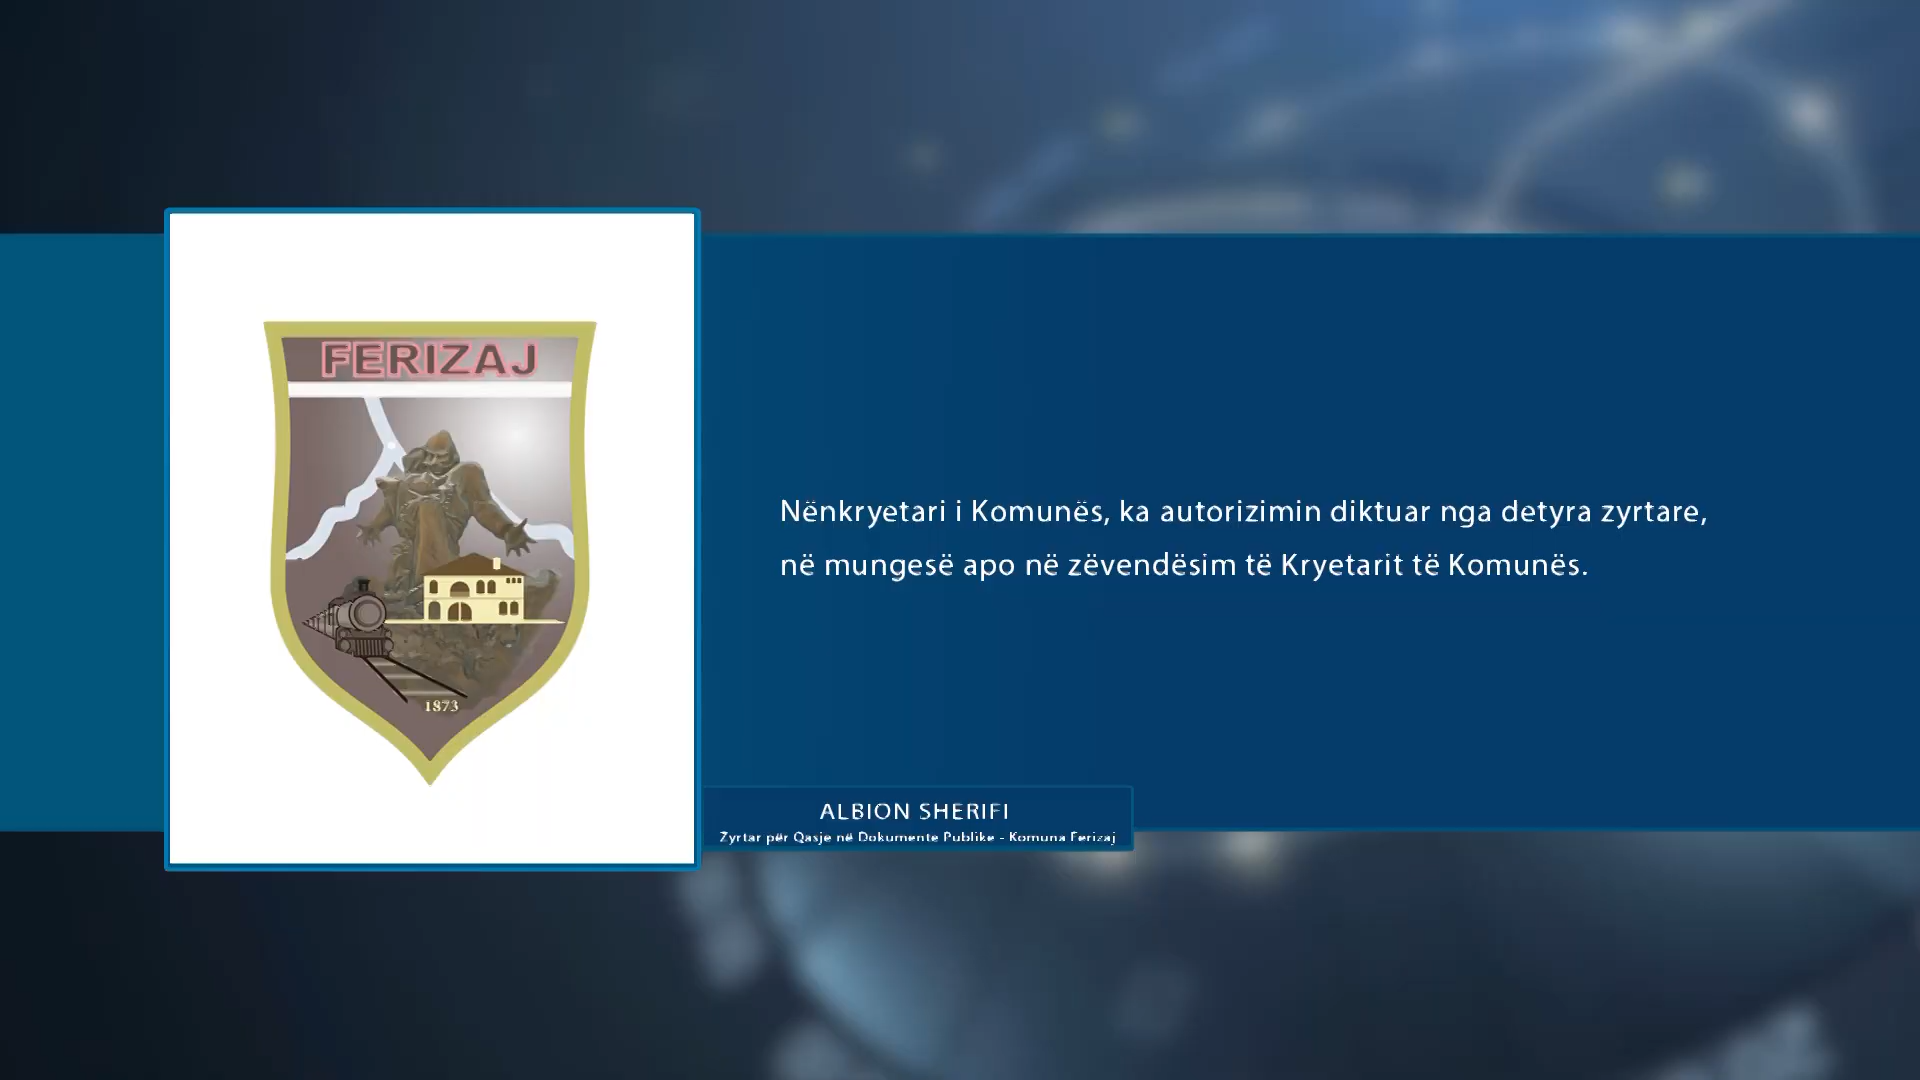 FERIZAJ
1873
Nënkryetari i Komunës, ka autorizimin diktuar nga detyra zyrtare,
në mungesë apo në zëvendësim të Kryetarit të Komunës.
ALBION SHERIFI
Zyrtar për Qasje në Dokumente Publike - Komuna Ferizaj